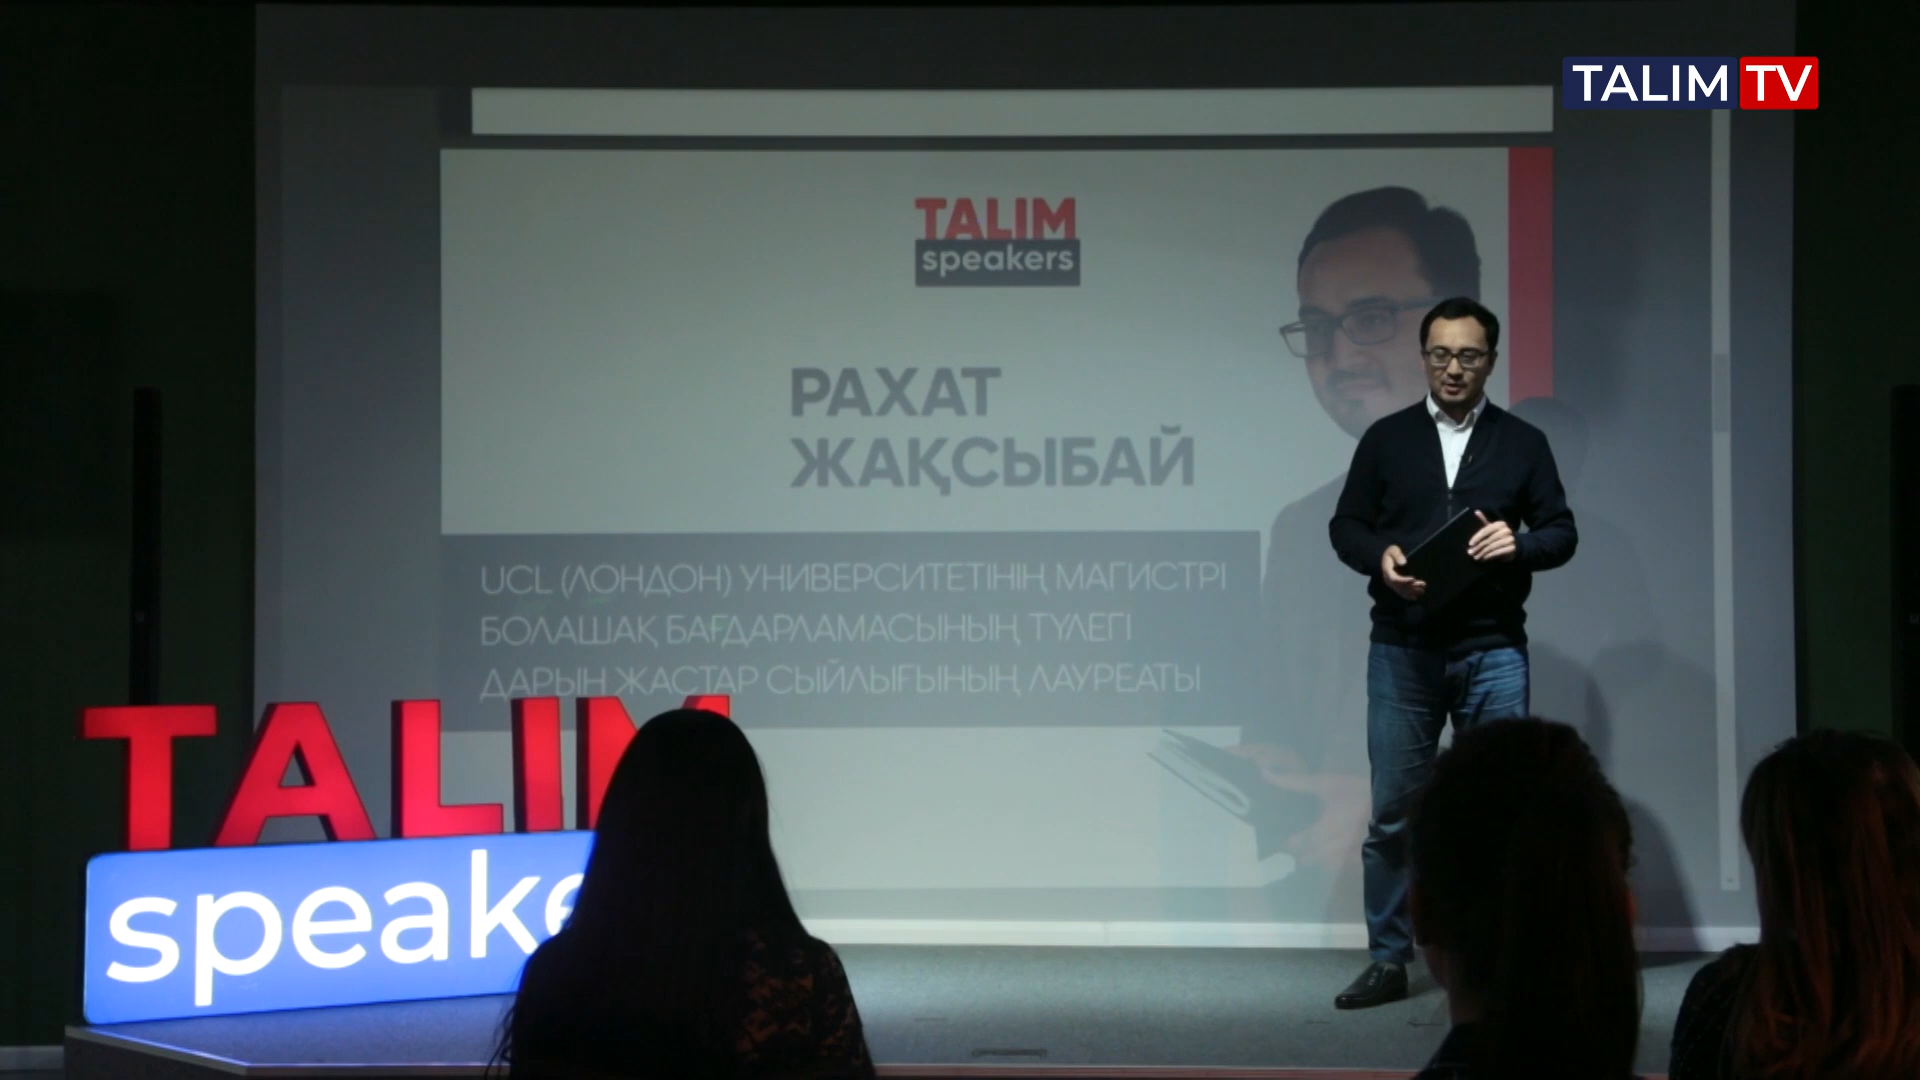 TALIM TV
TALIM
speakers
РАХАТ
ЖАҚСЫБАЙ
UCL (ЛОНДОН) УНИВЕРСИТЕТІНІҢ МАГИСТРІ
БОЛАШАҚ БАҒДАРЛАМАСЫНЫҢ ТҮЛЕГІ
ДАРЫН ЖАСТАР СЫЙЛЫҒЫНЫҢ ЛАУРЕАТЫ
TALIM
speake